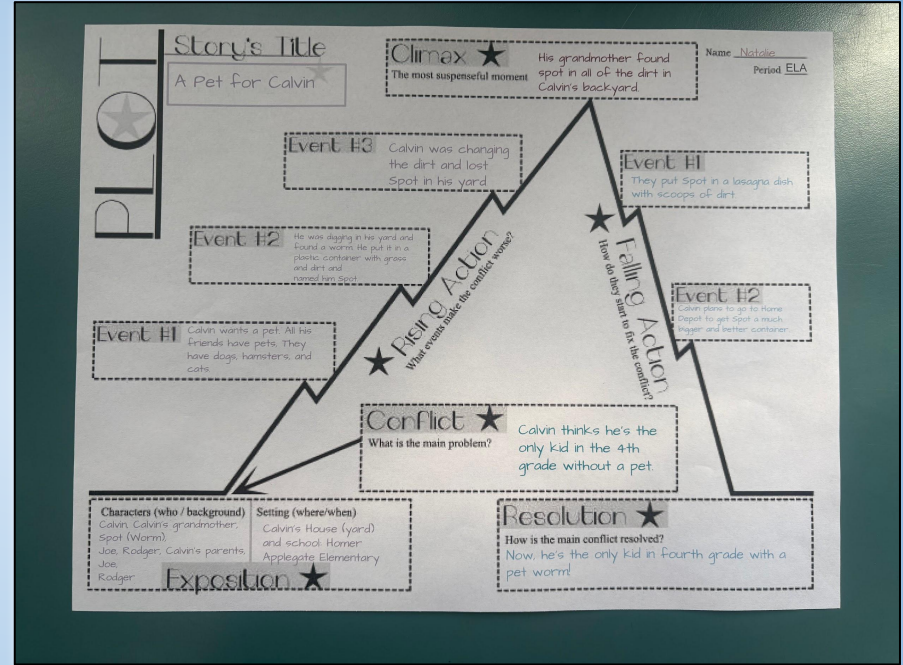 PLOT
Story's Title
A Pet for Calvin
Climax
The most suspenseful moment
His grandmother found
spot in all of the dirt in
Calvin's backyard.
Name Natalie
Period ELA
Event #3
Calvin was changing
the dirt and lost
Spot in his yard
Event #1
They put Spot in a lasagna dish
with scoops of dirt.
Event #2
He was digging in his yard and
found a worm. He put it in a
plastic container with grass
and dirt and
named him Spot.
Rising Action
What events make the conflict worse?
Falling Action
How do they start to fix the conflict?
Event #2
Calvin plans to go to Home
Depot to get Spot a much
bigger and better container.
Event #1
Calvin wants a pet. All his
friends have pets. They
have dogs, hamsters, and
cats.
Conflict
What is the main problem?
Calvin thinks he's the
only kid in the 4th
grade without a pet.
Characters (who / background)
Calvin, Calvin's grandmother,
Spot (Worm),
Joe, Rodger, Calvin's parents,
Joe,
Rodger
Setting (where/when)
Calvin's House (yard)
and school: Homer
Applegate Elementary
Exposition
Resolution
How is the main conflict resolved?
Now, he's the only kid in fourth grade with a
pet worm!